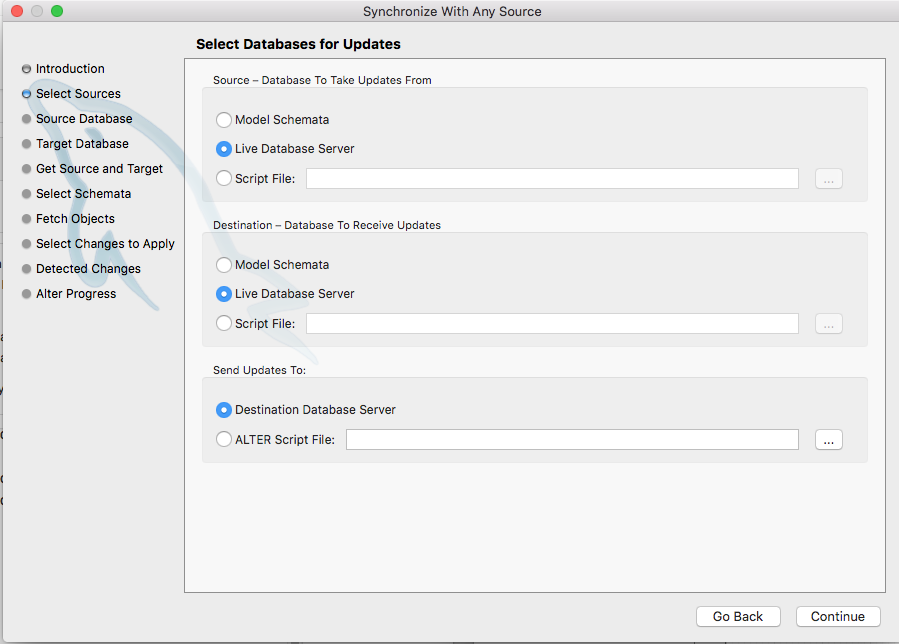 Synchronize With Any Source
Select Databases for Updates
Introduction
Select Sources
Source Database
Target Database
Get Source and Target
Select Schemata
Fetch Objects
Select Changes to Apply
Detected Changes
Alter Progress
Source – Database To Take Updates From
Model Schemata
Live Database Server
Script File:
...
Destination – Database To Receive Updates
Model Schemata
Live Database Server
Script File:
...
Send Updates To:
Destination Database Server
ALTER Script File:
...
Go Back
Continue